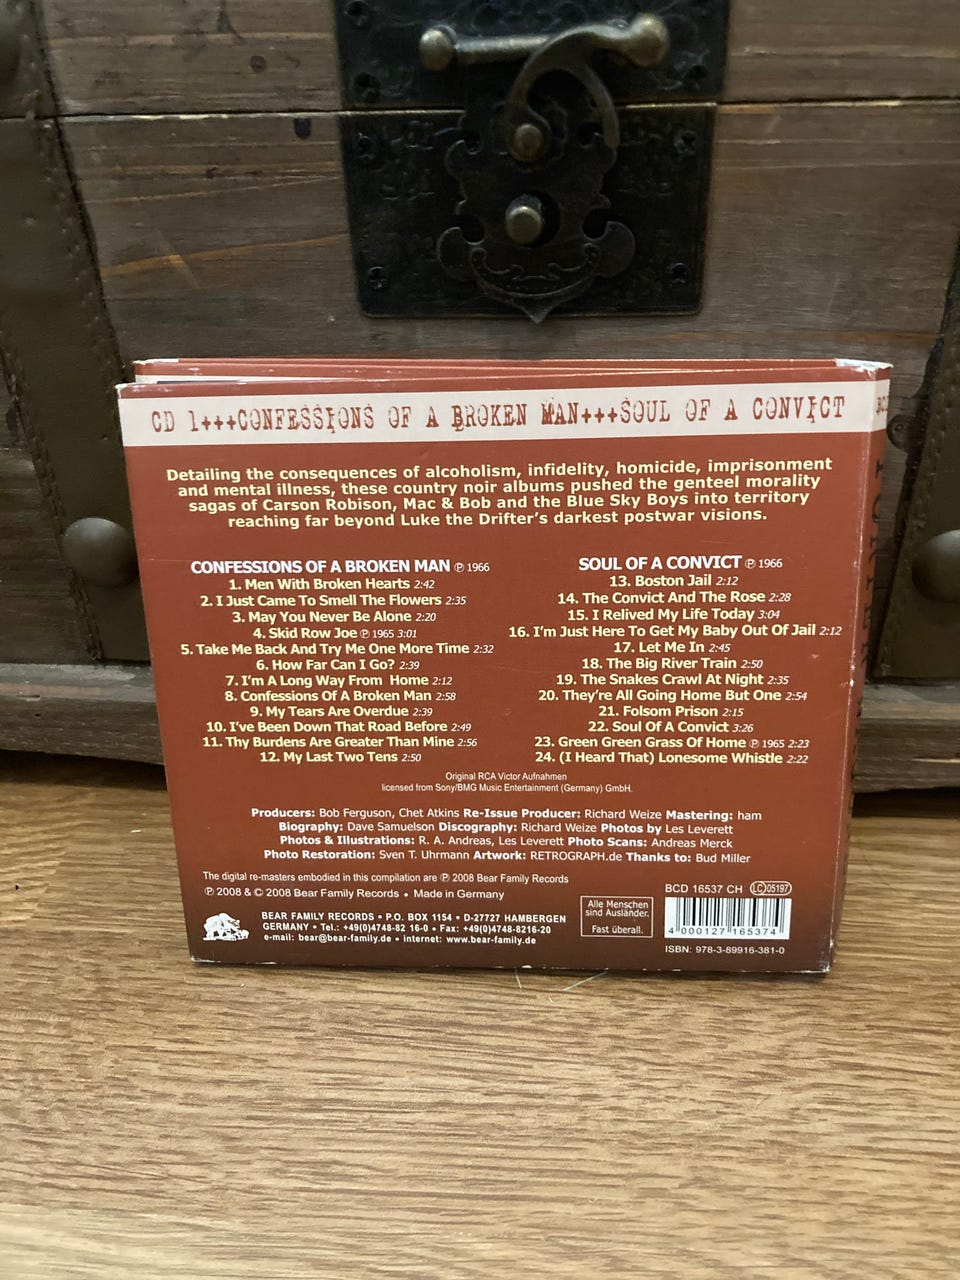 CD 1+++CONFESSIONS OF A BROKEN MAN+++SOUL OF A CONVICT
Detailing the consequences of alcoholism, infidelity, homicide, imprisonment
and mental illness, these country noir albums pushed the genteel morality
sagas of Carson Robison, Mac & Bob and the Blue Sky Boys into territory
reaching far beyond Luke the Drifter's darkest postwar visions.
CONFESSIONS OF A BROKEN MAN ℗ 1966
1. Men With Broken Hearts 2:42
2. I Just Came To Smell The Flowers 2:35
3. May You Never Be Alone 2:20
4. Skid Row Joe ℗ 1965 3:01
5. Take Me Back And Try Me One More Time 2:32
6. How Far Can I Go? 2:39
7. I'm A Long Way From Home 2:12
8. Confessions Of A Broken Man 2:58
9. My Tears Are Overdue 2:39
10. I've Been Down That Road Before 2:49
11. Thy Burdens Are Greater Than Mine 2:56
12. My Last Two Tens 2:50
SOUL OF A CONVICT ℗ 1966
13. Boston Jail 2:12
14. The Convict And The Rose 2:28
15. I Relived My Life Today 3:04
16. I'm Just Here To Get My Baby Out Of Jail 2:12
17. Let Me In 2:45
18. The Big River Train 2:50
19. The Snakes Crawl At Night 2:35
20. They're All Going Home But One 2:54
21. Folsom Prison 2:15
22. Soul Of A Convict 3:26
23. Green Green Grass Of Home ℗ 1965 2:23
24. (I Heard That) Lonesome Whistle 2:22
Original RCA Victor Aufnahmen
licensed from Sony/BMG Music Entertainment (Germany) GmbH.
Producers: Bob Ferguson, Chet Atkins Re-Issue Producer: Richard Weize Mastering: ham
Biography: Dave Samuelson Discography: Richard Weize Photos by Les Leverett
Photos & Illustrations: R. A. Andreas, Les Leverett Photo Scans: Andreas Merck
Photo Restoration: Sven T. Uhrmann Artwork: RETROGRAPH.de Thanks to: Bud Miller
The digital re-masters embodied in this compilation are ℗ 2008 Bear Family Records
℗ 2008 & © 2008 Bear Family Records • Made in Germany
BEAR FAMILY RECORDS • P.O. BOX 1154 • D-27727 HAMBERGEN
GERMANY • Tel.: +49(0)4748-82 16-0 • Fax: +49(0)4748-8216-20
e-mail: bear@bear-family.de • internet: www.bear-family.de
Alle Menschen
sind Ausländer.
Fast überall.
BCD 16537 CH LC 05197
4 000127 165374
ISBN: 978-3-89916-381-0